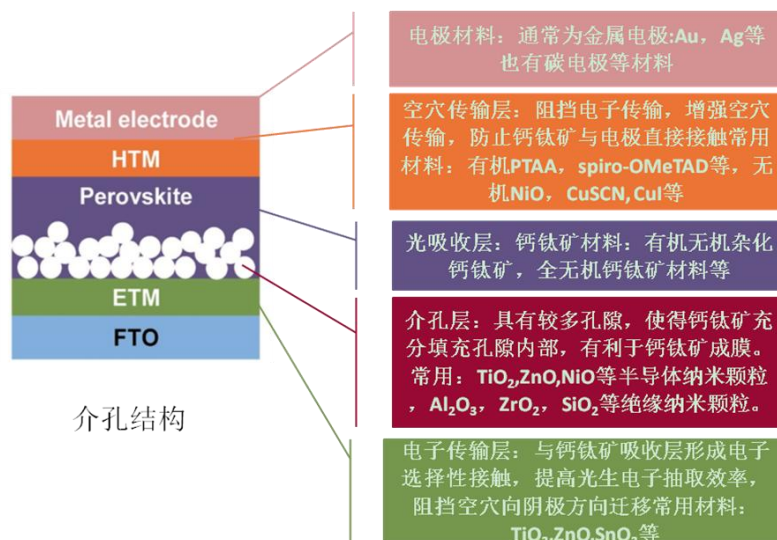 Metal electrode
HTM
Perovskite
ETM
FTO
介孔结构
电极材料：通常为金属电极:Au，Ag等
也有碳电极等材料
空穴传输层：阻挡电子传输，增强空穴
传输，防止钙钛矿与电极直接接触常用
材料：有机PTAA，spiro-OMeTAD等，无
机NiO，CuSCN, CuI等
光吸收层：钙钛矿材料：有机无机杂化
钙钛矿，全无机钙钛矿材料等
介孔层：具有较多孔隙，使得钙钛矿充
分填充孔隙内部，有利于钙钛矿成膜。
常用：TiO₂,ZnO,NiO等半导体纳米颗粒
，Al₂O₃，ZrO₂，SiO₂等绝缘纳米颗粒。
电子传输层：与钙钛矿吸收层形成电子
选择性接触，提高光生电子抽取效率，
阻挡空穴向阴极方向迁移常用材料：
TiO₂,ZnO,SnO₂等